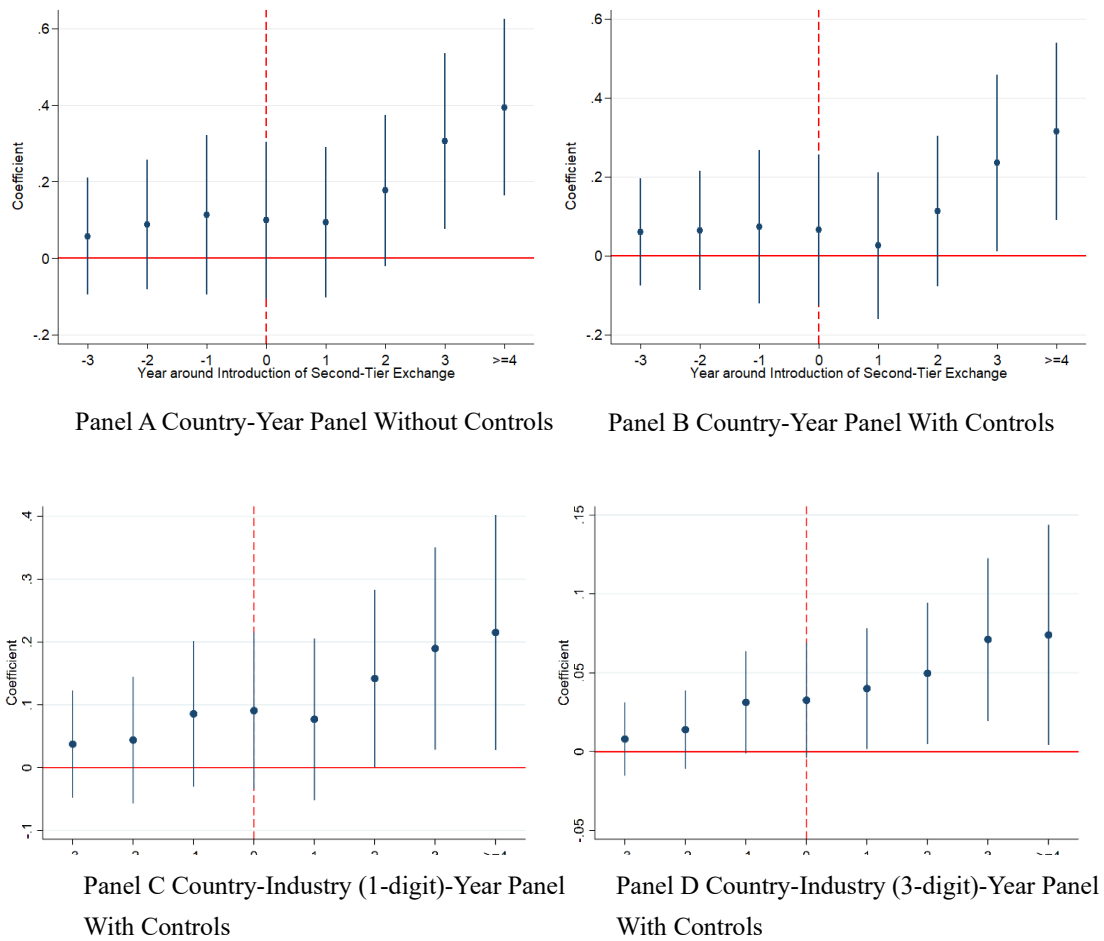 .6
.4
.2
0
-.2
Coefficient
-3 -2 -1 0 1 2 3 >=4
Year around Introduction of Second-Tier Exchange
Panel A Country-Year Panel Without Controls
.6
.4
.2
0
-.2
Coefficient
-3 -2 -1 0 1 2 3 >=4
Year around Introduction of Second-Tier Exchange
Panel B Country-Year Panel With Controls
.4
.3
.2
.1
0
-.1
Coefficient
Panel C Country-Industry (1-digit)-Year Panel
With Controls
.15
.1
.05
0
-.05
Coefficient
Panel D Country-Industry (3-digit)-Year Panel
With Controls